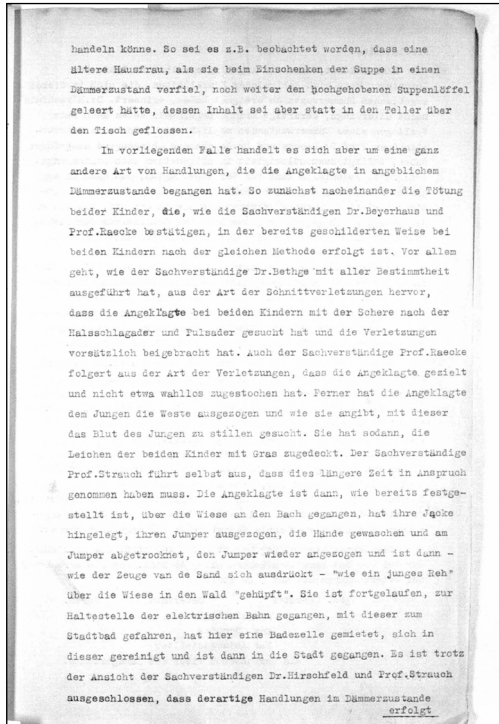 handeln könne. So sei es z.B. beobachtet worden, dass eine
ältere Hausfrau, als sie beim Einschenken der Suppe in einen
Dämmerzustand verfiel, noch weiter den hochgehobenen Suppenlöffel
geleert hätte, dessen Inhalt sei aber statt in den Teller über
den Tisch geflossen.
Im vorliegenden Falle handelt es sich aber um eine ganz
andere Art von Handlungen, die die Angeklagte in angeblichem
Dämmerzustande begangen hat. So zunächst nacheinander die Tötung
beider Kinder, die, wie die Sachverständigen Dr.Beyerhaus und
Prof.Raecke bestätigen, in der bereits geschilderten Weise bei
beiden Kindern nach der gleichen Methode erfolgt ist. Vor allem
geht, wie der Sachverständige Dr.Bethge mit aller Bestimmtheit
ausgeführt hat, aus der Art der Schnittverletzungen hervor,
dass die Angeklagte bei beiden Kindern mit der Schere nach der
Halsschlagader und Pulsader gesucht hat und die Verletzungen
vorsätzlich beigebracht hat. Auch der Sachverständige Prof.Raecke
folgert aus der Art der Verletzungen, dass die Angeklagte gezielt
und nicht etwa wahllos zugestochen hat. Ferner hat die Angeklagte
den Jungen die Weste ausgezogen und wie sie angibt, mit dieser
das Blut des Jungen zu stillen gesucht. Sie hat sodann, die
Leichen der beiden Kinder mit Gras zugedeckt. Der Sachverständige
Prof.Strauch führt selbst aus, dass dies längere Zeit in Anspruch
genommen haben muss. Die Angeklagte ist dann, wie bereits festge-
stellt ist, über die Wiese an den Bach gegangen, hat ihre Jacke
hingelegt, ihren Jumper ausgezogen, die Hände gewaschen und am
Jumper abgetrocknet, den Jumper wieder angezogen und ist dann -
wie der Zeuge van de Sand sich ausdrückt - "wie ein junges Reh"
über die Wiese in den Wald "gehüpft". Sie ist fortgelaufen, zur
Haltestelle der elektrischen Bahn gegangen, mit dieser zum
Stadtbad gefahren, hat hier eine Badezelle gemietet, sich in
dieser gereinigt und ist dann in die Stadt gegangen. Es ist trotz
der Ansicht der Sachverständigen Dr.Hirschfeld und Prof.Strauch
ausgeschlossen, dass derartige Handlungen im Dämmerzustande
erfolgt